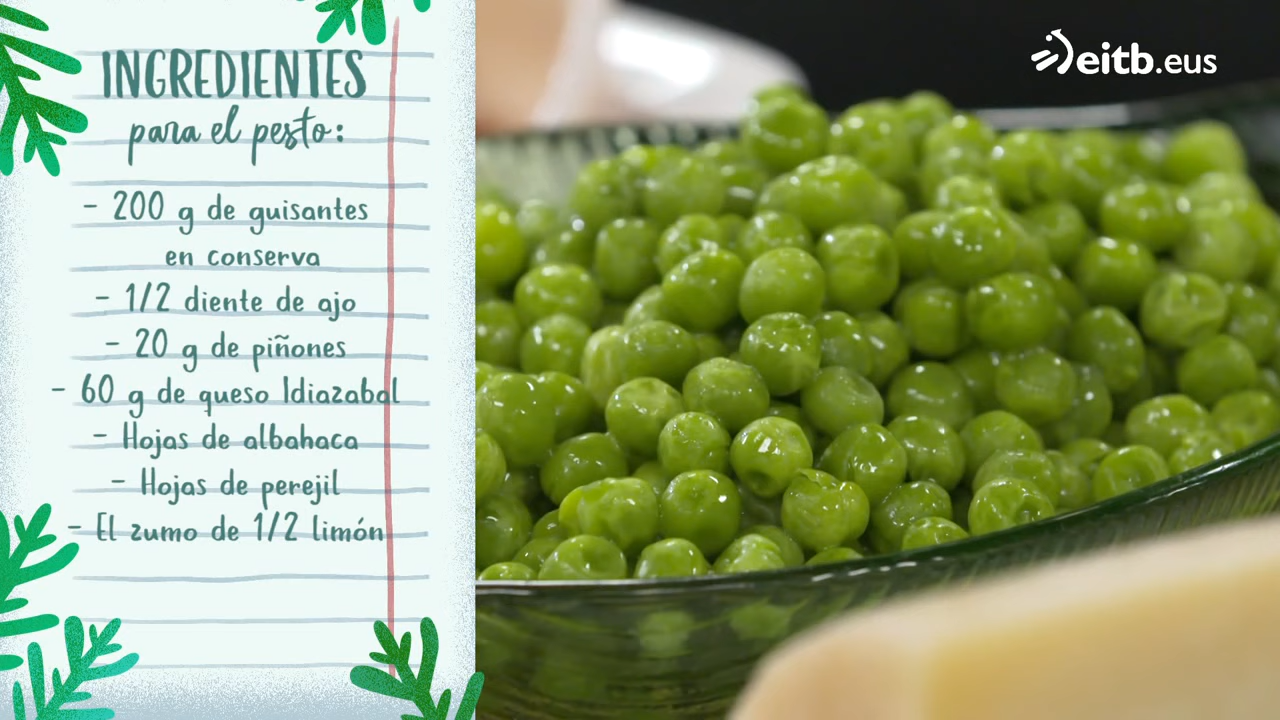 INGREDIENTES
para el pesto:
- 200 g de guisantes
en conserva
- 1/2 diente de ajo
- 20 g de piñones
- 60 g de queso Idiazabal
- Hojas de albahaca
- Hojas de perejil
- El zumo de 1/2 limón
eitb.eus